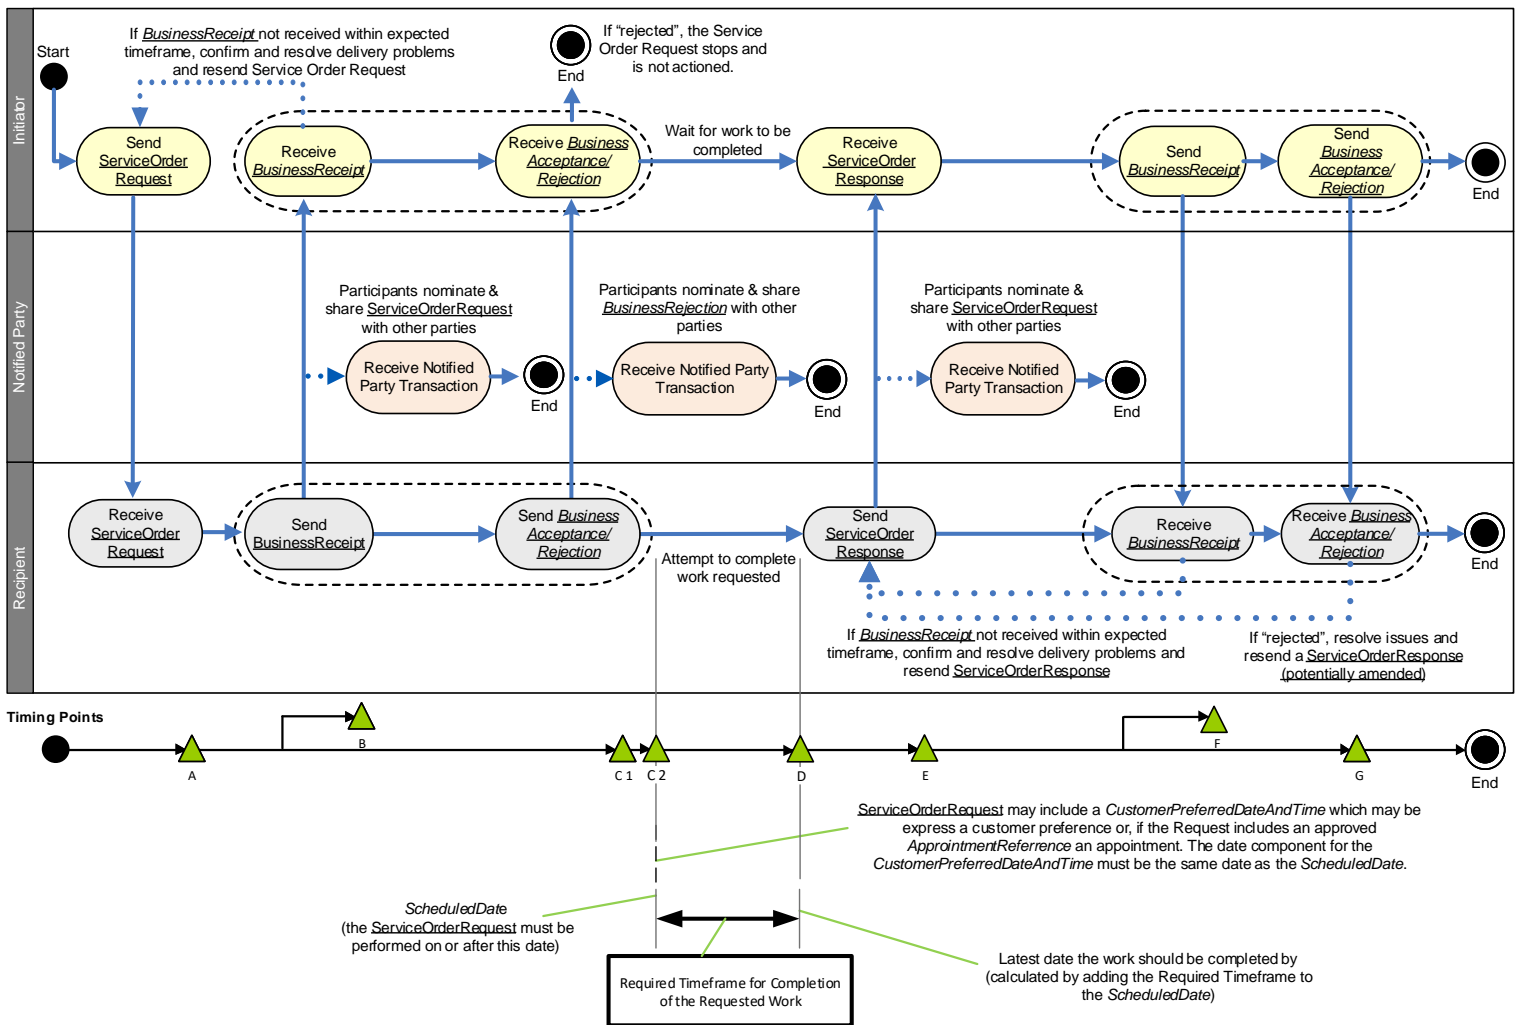 Initiator
Start
If BusinessReceipt not received within expected
timeframe, confirm and resolve delivery problems
and resend Service Order Request
End
If “rejected”, the Service
Order Request stops and
is not actioned.
Send
ServiceOrder
Request
Receive
BusinessReceipt
Receive Business
Acceptance/
Rejection
Wait for work to be
completed
Receive
ServiceOrder
Response
Send
BusinessReceipt
Send
Business
Acceptance/
Rejection
End
Notified Party
Participants nominate &
share ServiceOrderRequest
with other parties
Receive Notified
Party Transaction
End
Participants nominate & share
BusinessRejection with other
parties
Receive Notified Party
Transaction
End
Participants nominate &
share ServiceOrderRequest
with other parties
Receive Notified
Party Transaction
End
Recipient
Receive
ServiceOrder
Request
Send
BusinessReceipt
Send Business
Acceptance/
Rejection
Attempt to complete
work requested
Send
ServiceOrder
Response
Receive
BusinessReceipt
Receive Business
Acceptance/
Rejection
End
If BusinessReceipt not received within expected
timeframe, confirm and resolve delivery problems and
resend ServiceOrderResponse
If “rejected”, resolve issues and
resend a ServiceOrderResponse
(potentially amended)
Timing Points
A
B
C 1
C 2
D
E
F
G
End
ServiceOrderRequest may include a CustomerPreferredDateAndTime which may be
express a customer preference or, if the Request includes an approved
AppointmentReferrence an appointment. The date component for the
CustomerPreferredDateAndTime must be the same date as the ScheduledDate.
ScheduledDate
(the ServiceOrderRequest must be
performed on or after this date)
Latest date the work should be completed by
(calculated by adding the Required Timeframe to
the ScheduledDate)
Required Timeframe for Completion
of the Requested Work